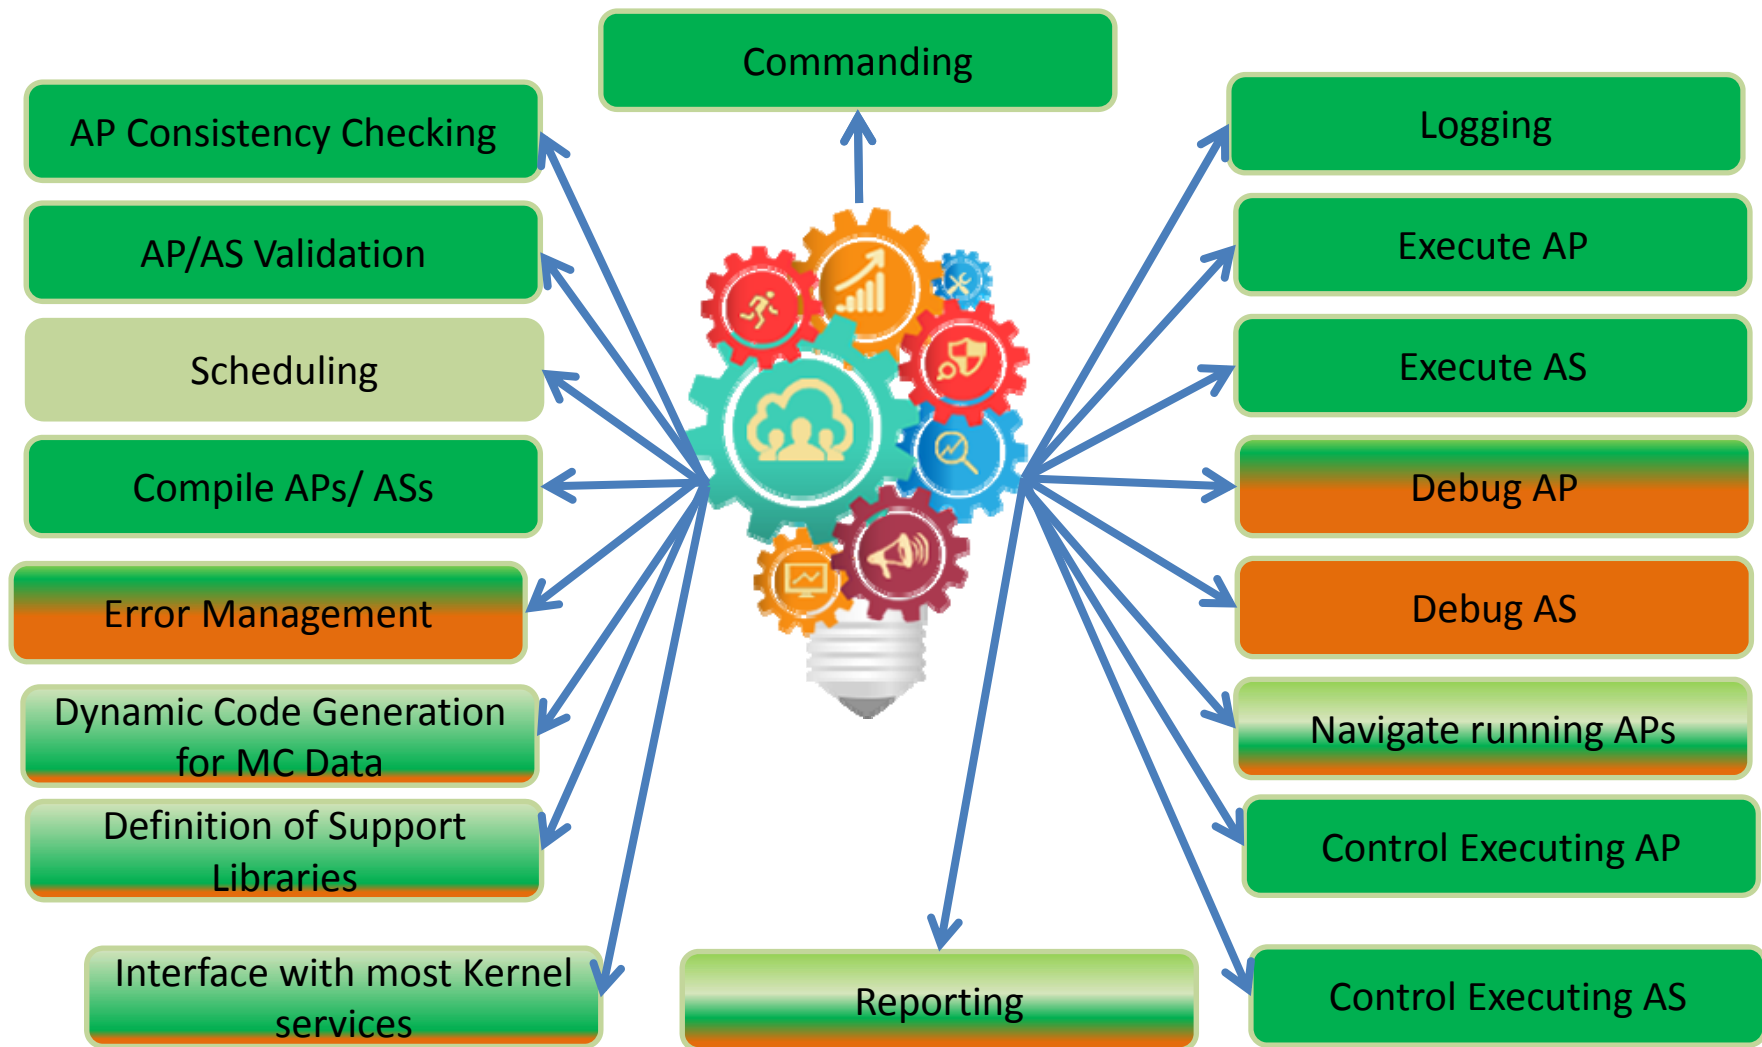 Commanding
AP Consistency Checking
AP/AS Validation
Scheduling
Compile APs/ ASs
Error Management
Dynamic Code Generation
for MC Data
Definition of Support
Libraries
Interface with most Kernel
services
Reporting
Logging
Execute AP
Execute AS
Debug AP
Debug AS
Navigate running APs
Control Executing AP
Control Executing AS